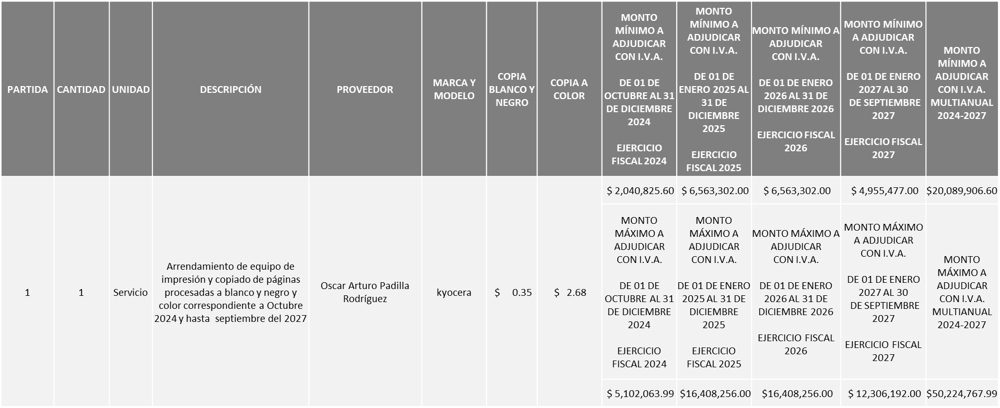 PARTIDA
CANTIDAD
UNIDAD
DESCRIPCIÓN
PROVEEDOR
MARCA Y
MODELO
COPIA
BLANCO Y
NEGRO
COPIA A
COLOR
MONTO
MÍNIMO A
ADJUDICAR
CON I.V.A.
DE 01 DE
OCTUBRE AL 31
DE DICIEMBRE
2024
EJERCICIO
FISCAL 2024
MONTO
MÍNIMO A
ADJUDICAR
CON I.V.A.
DE 01 DE
ENERO 2025 AL
31 DE
DICIEMBRE
2025
EJERCICIO
FISCAL 2025
MONTO MÍNIMO A
ADJUDICAR
CON I.V.A.
DE 01 DE ENERO
2026 AL 31 DE
DICIEMBRE 2026
EJERCICIO FISCAL
2026
MONTO MÍNIMO
A ADJUDICAR
CON I.V.A.
DE 01 DE ENERO
2027 AL 30
DE SEPTIEMBRE
2027
EJERCICIO FISCAL
2027
MONTO
MÍNIMO A
ADJUDICAR
CON I.V.A.
MULTIANUAL
2024-2027
1
1
Servicio
Arrendamiento de equipo de
impresión y copiado de páginas
procesadas a blanco y negro y
color correspondiente a Octubre
2024 y hasta septiembre del 2027
Oscar Arturo Padilla
Rodríguez
kyocera
$ 0.35
$ 2.68
$ 2,040,825.60
$ 6,563,302.00
$ 6,563,302.00
$ 4,955,477.00
$20,089,906.60
MONTO
MÁXIMO A
ADJUDICAR
CON I.V.A.
DE 01 DE
OCTUBRE AL 31
DE DICIEMBRE
2024
EJERCICIO
FISCAL 2024
MONTO
MÁXIMO A
ADJUDICAR
CON I.V.A.
DE 01 DE ENERO
2025 AL 31 DE
DICIEMBRE
2025
EJERCICIO
FISCAL 2025
MONTO MÁXIMO A
ADJUDICAR
CON I.V.A.
DE 01 DE ENERO
2026 AL 31 DE
DICIEMBRE 2026
EJERCICIO FISCAL
2026
MONTO MÁXIMO
A ADJUDICAR
CON I.V.A.
DE 01 DE ENERO
2027 AL 30
DE SEPTIEMBRE
2027
EJERCICIO FISCAL
2027
MONTO
MÁXIMO A
ADJUDICAR
CON I.V.A.
MULTIANUAL
2024-2027
$ 5,102,063.99
$16,408,256.00
$16,408,256.00
$ 12,306,192.00
$50,224,767.99